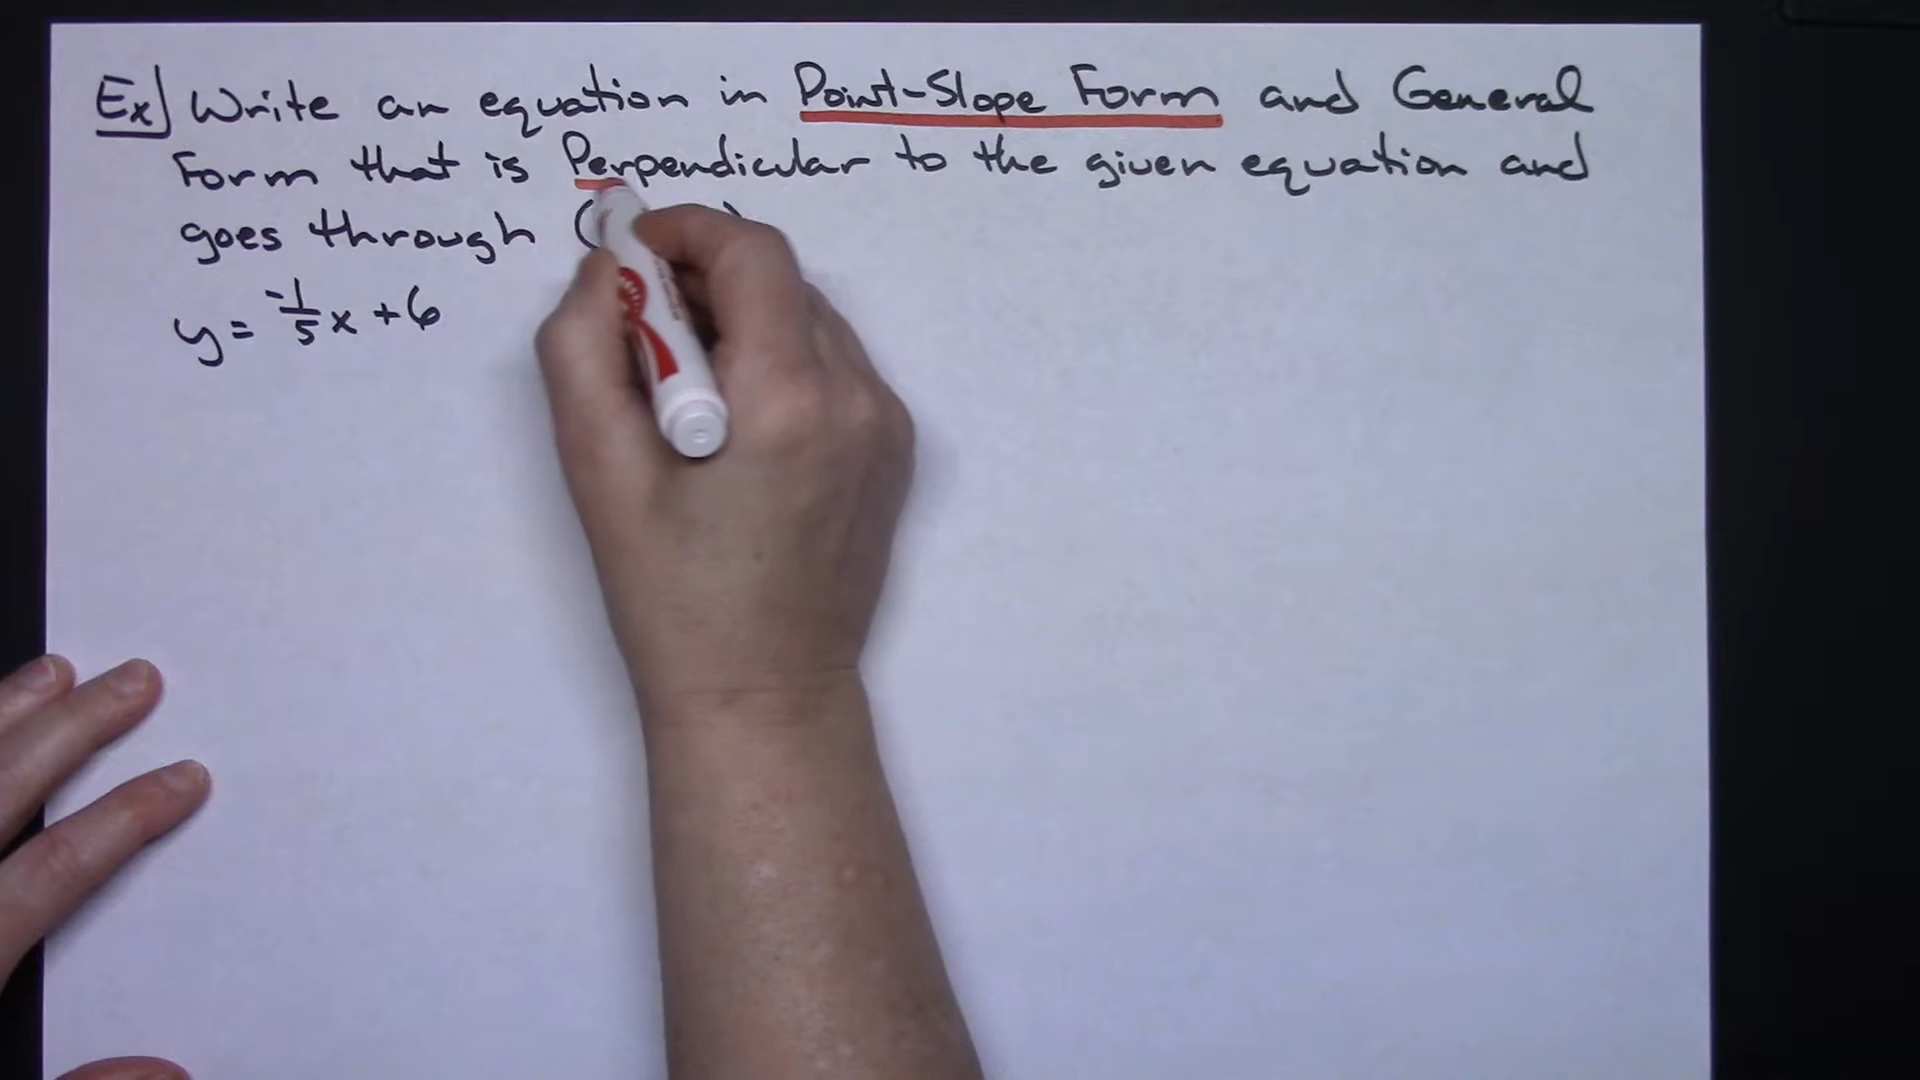 Ex] Write an equation in Point-Slope Form and General
Form that is Perpendicular to the given equation and
goes through (
y = -1/5 x + 6